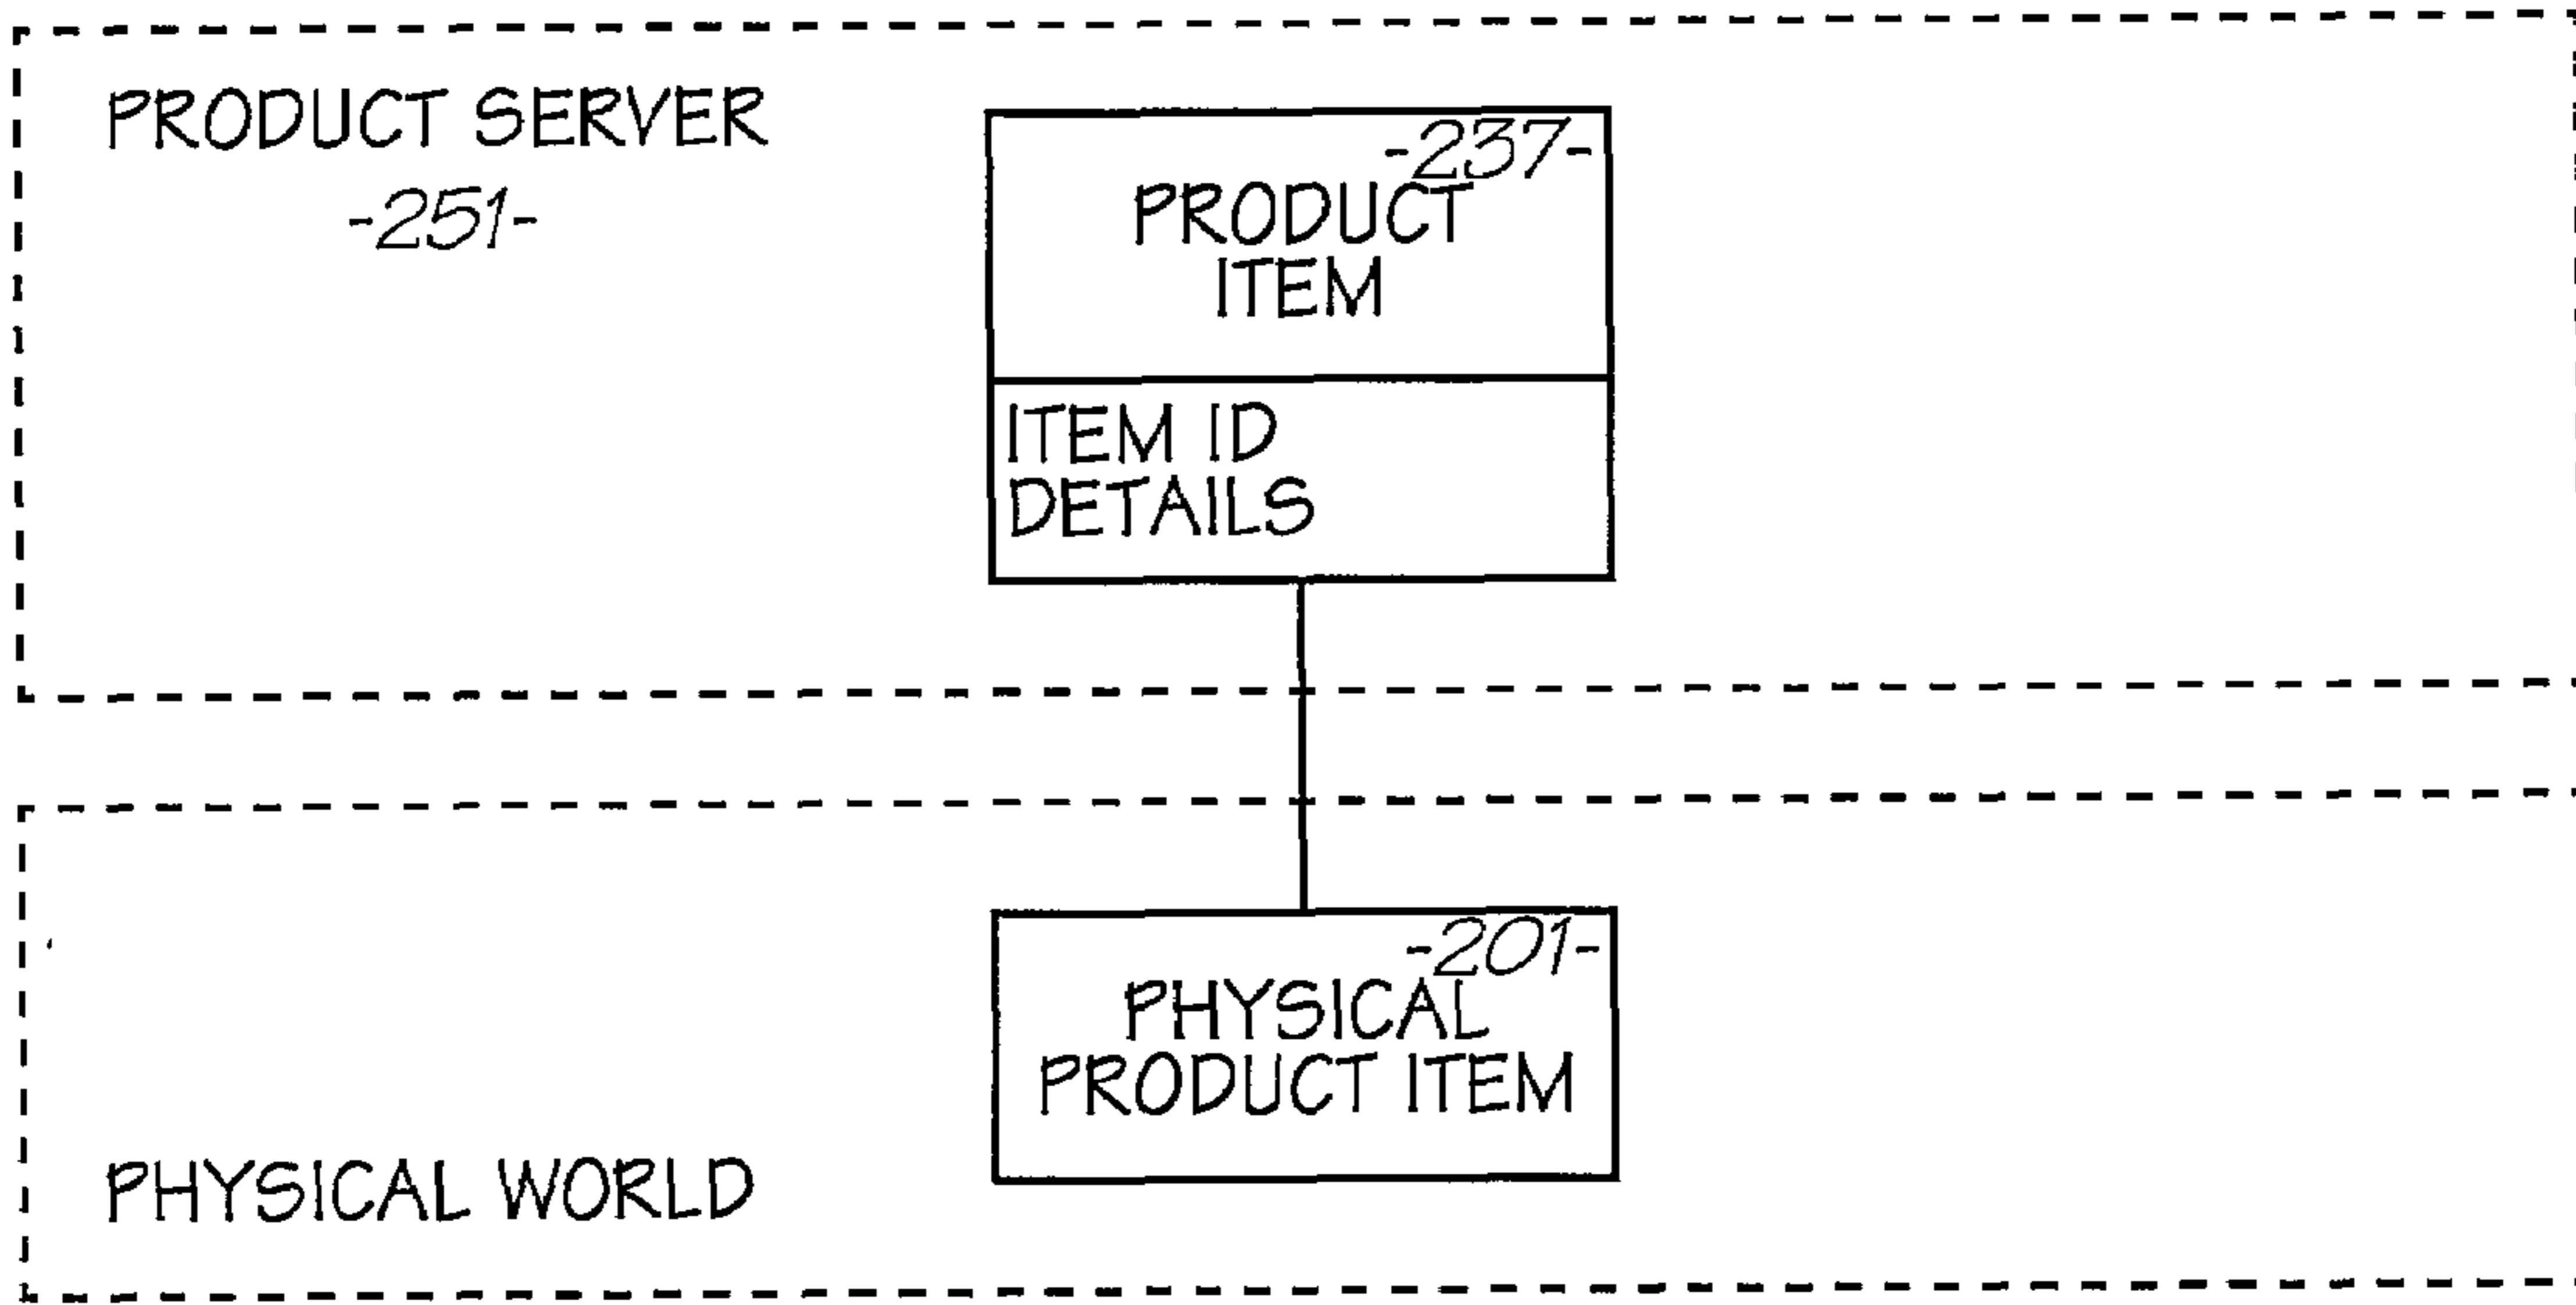 PRODUCT SERVER
-251-
-237-
PRODUCT
ITEM
ITEM ID
DETAILS
-201-
PHYSICAL
PRODUCT ITEM
PHYSICAL WORLD